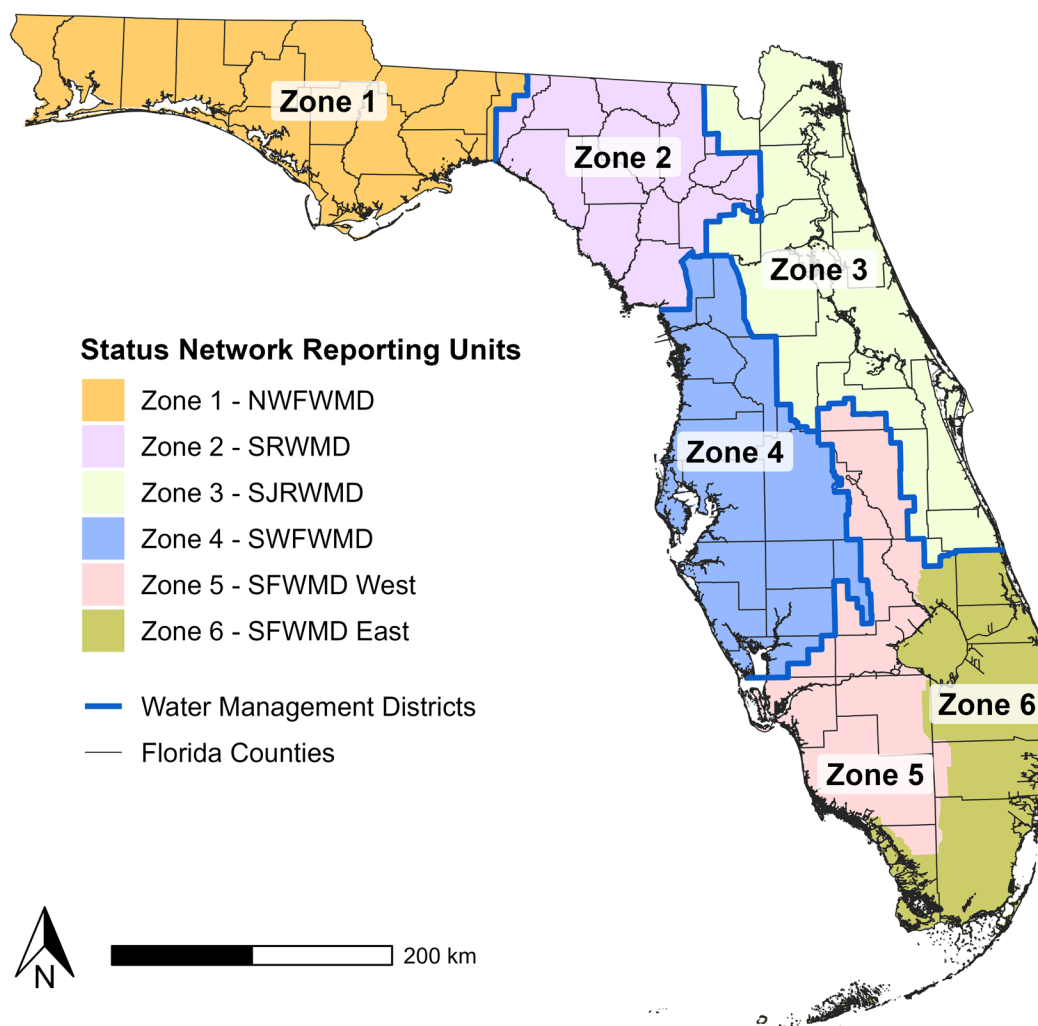 Zone 1
Zone 2
Zone 3
Zone 4
Zone 5
Zone 6
Status Network Reporting Units
Zone 1 - NWFWMD
Zone 2 - SRWMD
Zone 3 - SJRWMD
Zone 4 - SWFWMD
Zone 5 - SFWMD West
Zone 6 - SFWMD East
Water Management Districts
Florida Counties
N
200 km